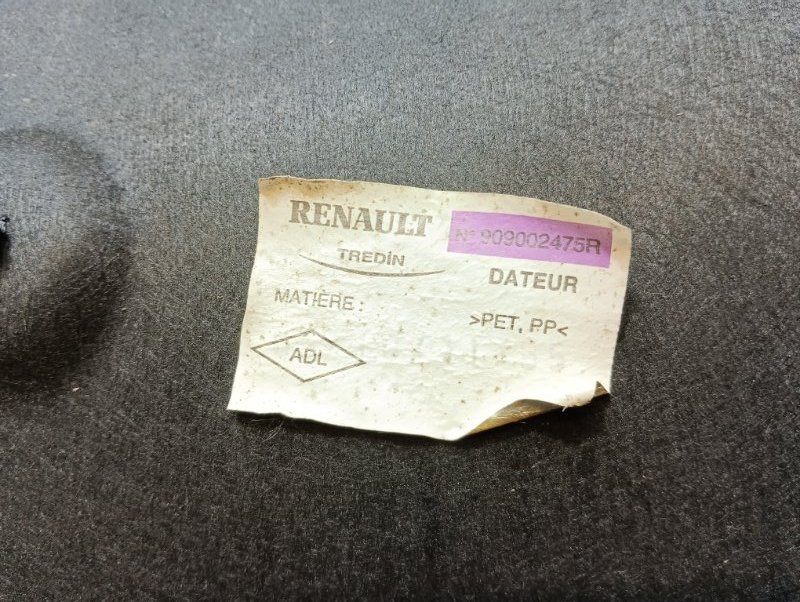 RENAULT
N° 909002475R
TREDiN
DATEUR
MATIÈRE :
>PET, PP<
ADL